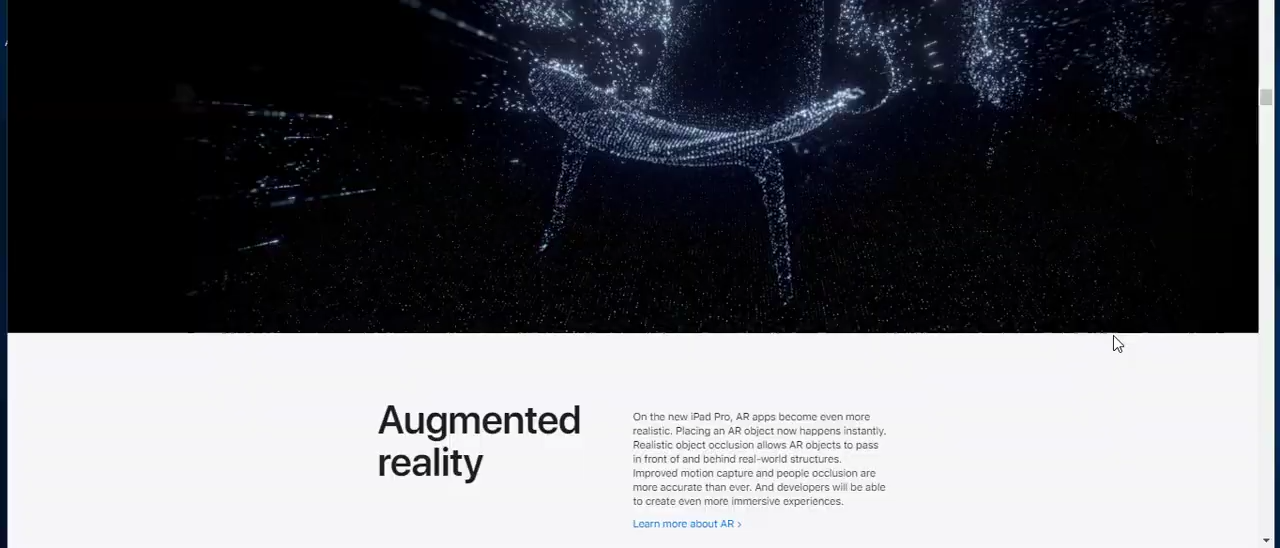 Augmented
reality
On the new iPad Pro, AR apps become even more
realistic. Placing an AR object now happens instantly.
Realistic object occlusion allows AR objects to pass
in front of and behind real-world structures.
Improved motion capture and people occlusion are
more accurate than ever. And developers will be able
to create even more immersive experiences.
Learn more about AR >